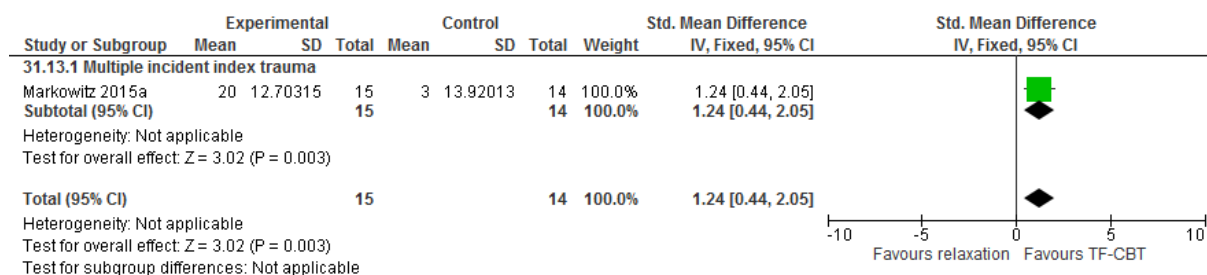 Experimental Control Std. Mean Difference Std. Mean Difference
Study or Subgroup Mean SD Total Mean SD Total Weight IV, Fixed, 95% CI IV, Fixed, 95% CI
31.13.1 Multiple incident index trauma
Markowitz 2015a 20 12.70315 15 3 13.92013 14 100.0% 1.24 [0.44, 2.05]
Subtotal (95% CI) 15 14 100.0% 1.24 [0.44, 2.05]
Heterogeneity: Not applicable
Test for overall effect: Z = 3.02 (P = 0.003)
Total (95% CI) 15 14 100.0% 1.24 [0.44, 2.05]
Heterogeneity: Not applicable
Test for overall effect: Z = 3.02 (P = 0.003)
Test for subgroup differences: Not applicable
-10 -5 0 5 10
Favours relaxation Favours TF-CBT